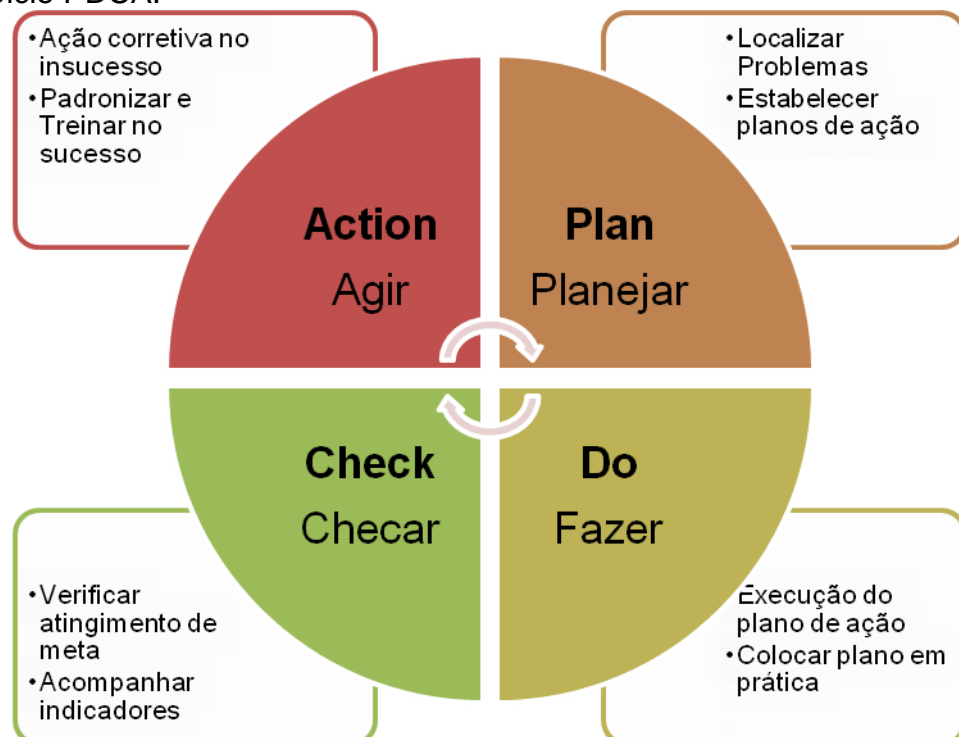 • Ação corretiva no
insucesso
• Padronizar e
Treinar no
sucesso
• Localizar
Problemas
• Estabelecer
planos de ação
Action
Agir
Plan
Planejar
Check
Checar
Do
Fazer
• Verificar
atingimento de
meta
• Acompanhar
indicadores
Execução do
plano de ação
• Colocar plano em
prática